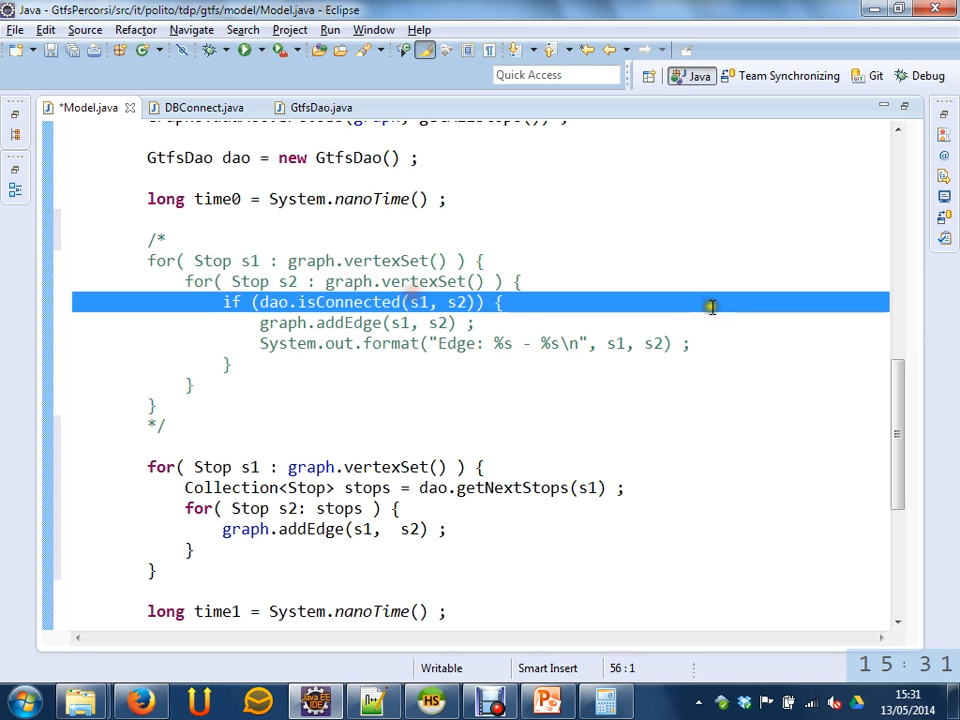 Java - GtfsPercorsi/src/it/polito/tdp/gtfs/model/Model.java - Eclipse
File Edit Source Refactor Navigate Search Project Run Window Help
Quick Access
Java Team Synchronizing Git Debug
*Model.java DBConnect.java GtfsDao.java
GtfsDao dao = new GtfsDao() ;
long time0 = System.nanoTime() ;
/*
for( Stop s1 : graph.vertexSet() ) {
for( Stop s2 : graph.vertexSet() ) {
if (dao.isConnected(s1, s2)) {
graph.addEdge(s1, s2) ;
System.out.format("Edge: %s - %s\n", s1, s2) ;
}
}
}
*/
for( Stop s1 : graph.vertexSet() ) {
Collection<Stop> stops = dao.getNextStops(s1) ;
for( Stop s2: stops ) {
graph.addEdge(s1, s2) ;
}
}
long time1 = System.nanoTime() ;
Writable Smart Insert 56 : 1
15:31
15:31
13/05/2014